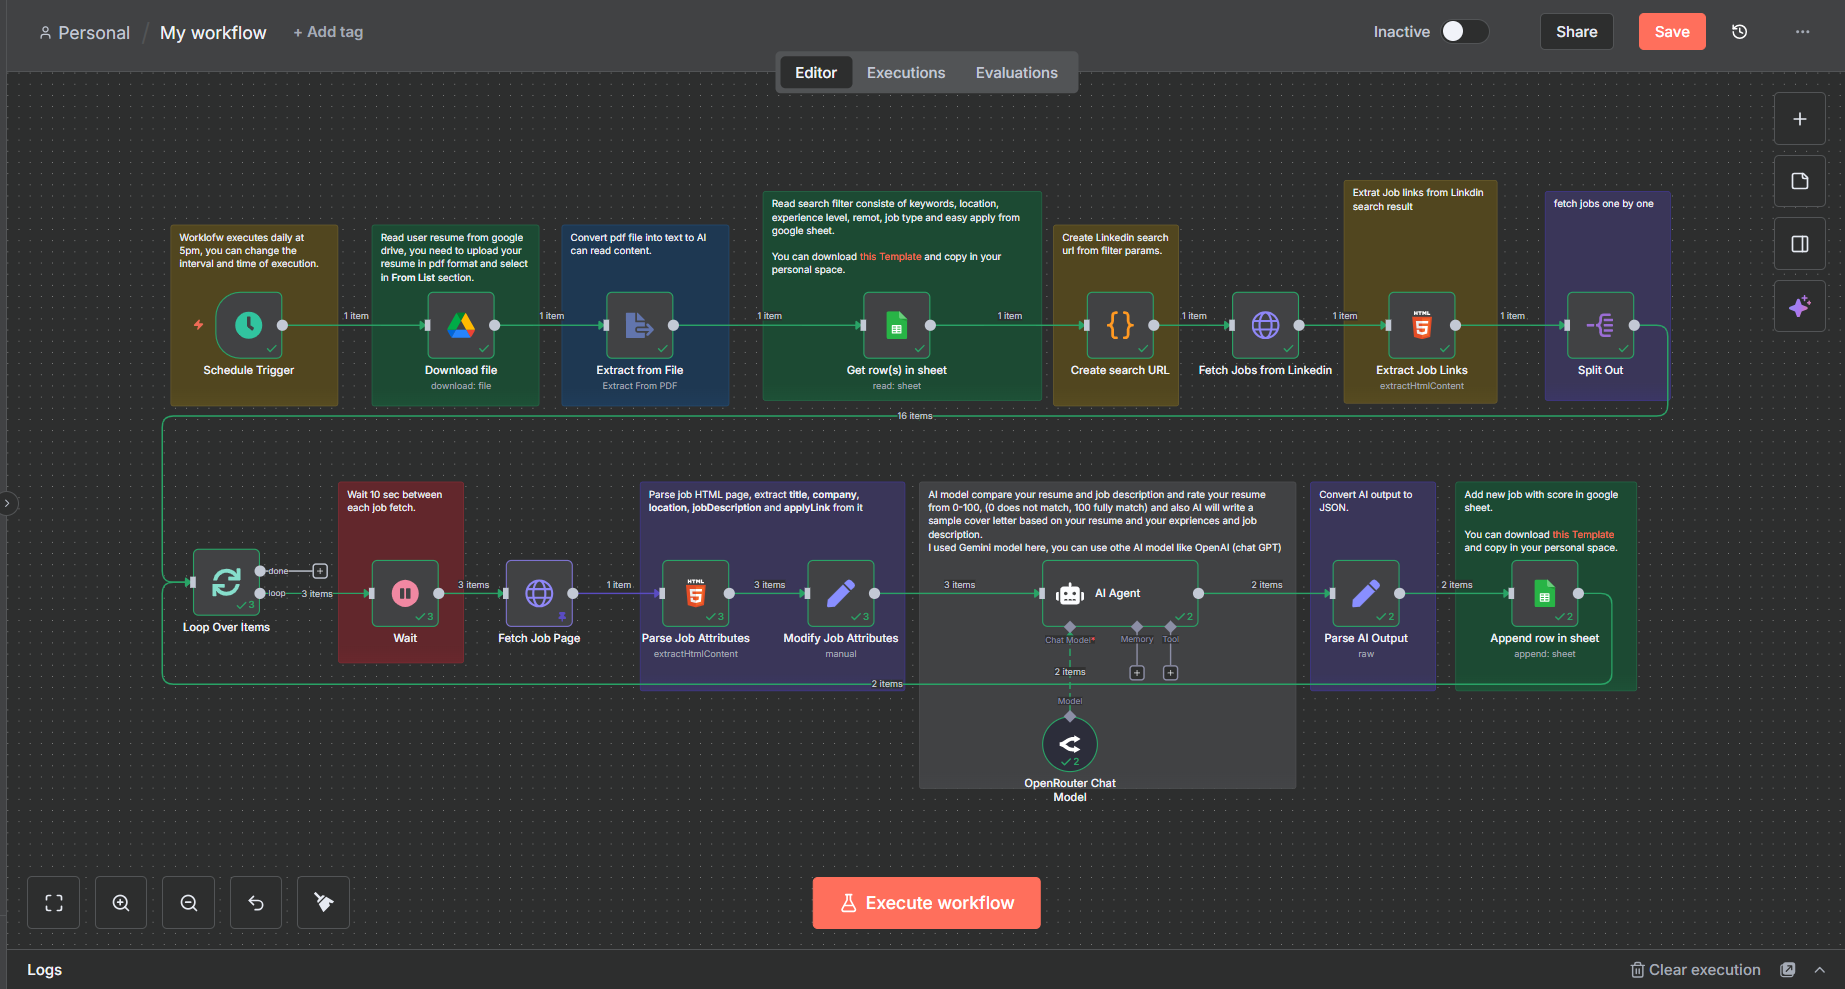 Personal / My workflow + Add tag
Inactive
Share
Save
Editor
Executions
Evaluations
Worklofw executes daily at
5pm, you can change the
interval and time of execution.
Schedule Trigger
1 item
Read user resume from google
drive, you need to upload your
resume in pdf format and select
in From List section.
Download file
download: file
1 item
Convert pdf file into text to AI
can read content.
Extract from File
Extract From PDF
1 item
Read search filter consiste of keywords, location,
experience level, remot, job type and easy apply from
google sheet.
You can download this Template and copy in your
personal space.
Get row(s) in sheet
read: sheet
1 item
Create Linkedin search
url from filter params.
Create search URL
1 item
Fetch Jobs from Linkedin
1 item
Extrat Job links from Linkdin
search result
HTML
5
Extract Job Links
extractHtmlContent
1 item
fetch jobs one by one
Split Out
16 items
Loop Over Items
3
done
loop
3 items
Wait 10 sec between
each job fetch.
3
Wait
3 items
Fetch Job Page
1 item
Parse job HTML page, extract title, company,
location, jobDescription and applyLink from it
HTML
5
3
Parse Job Attributes
extractHtmlContent
3 items
3
Modify Job Attributes
manual
3 items
AI model compare your resume and job description and rate your resume
from 0-100, (0 does not match, 100 fully match) and also AI will write a
sample cover letter based on your resume and your expriences and job
description.
I used Gemini model here, you can use othe AI model like OpenAI (chat GPT)
AI Agent
2
Chat Model*
Memory
Tool
2 items
Model
2
OpenRouter Chat
Model
2 items
Convert AI output to
JSON.
2
Parse AI Output
raw
2 items
Add new job with score in google
sheet.
You can download this Template
and copy in your personal space.
2
Append row in sheet
append: sheet
2 items
Execute workflow
Logs
Clear execution